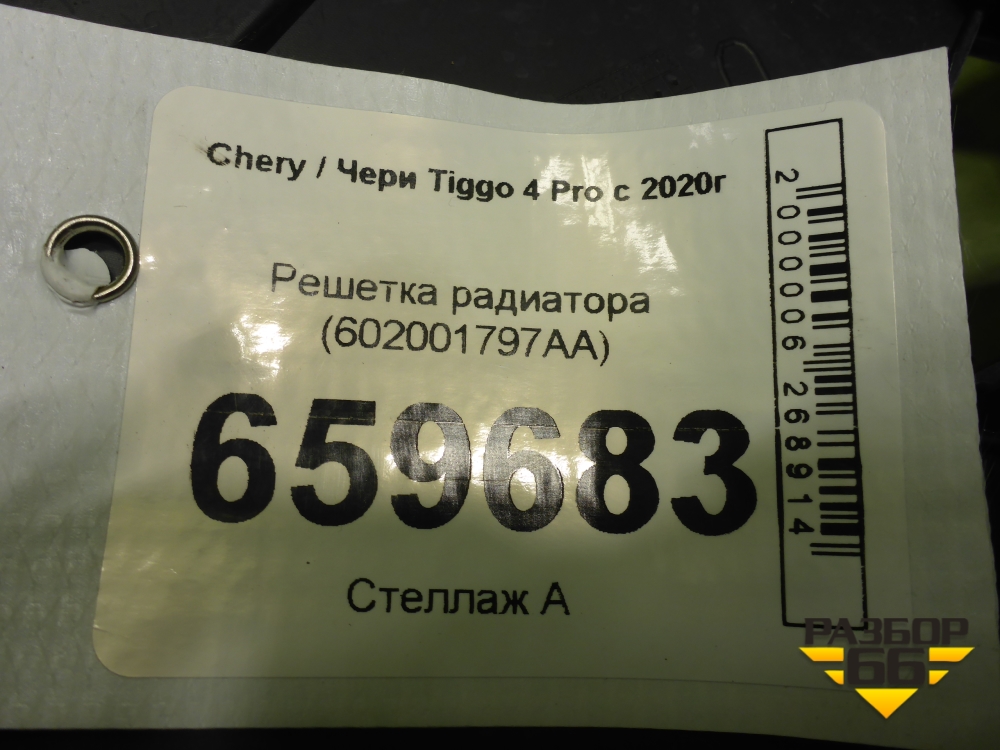 Chery / Чери Tiggo 4 Pro с 2020г
Решетка радиатора
(602001797AA)
659683
Стеллаж А
2000006268914
РАЗБОР
66